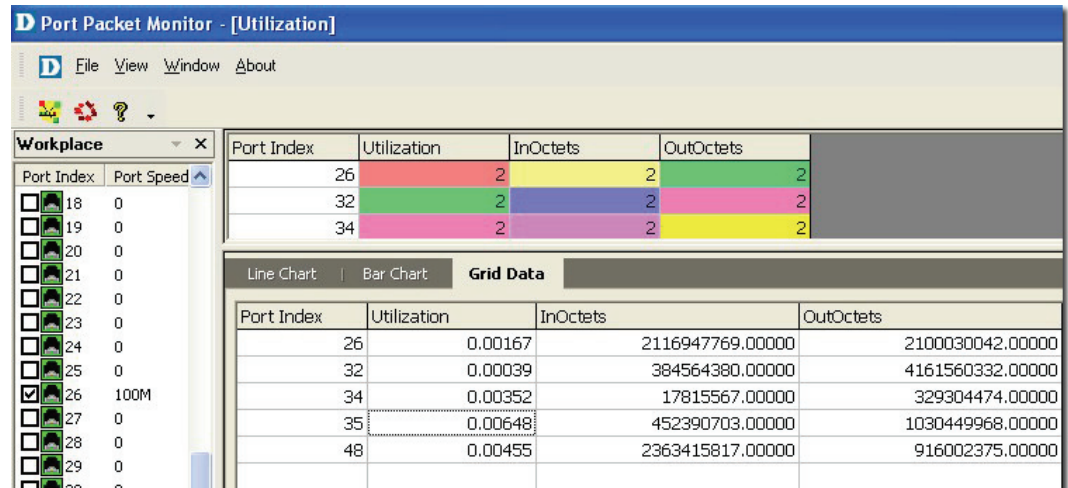 D Port Packet Monitor - [Utilization]
D File View Window About
Workplace
Port Index Port Speed
18 0
19 0
20 0
21 0
22 0
23 0
24 0
25 0
26 100M
27 0
28 0
29 0
Port Index Utilization InOctets OutOctets
26 2 2 2
32 2 2 2
34 2 2 2
Line Chart | Bar Chart Grid Data
Port Index Utilization InOctets OutOctets
26 0.00167 2116947769.00000 2100030042.00000
32 0.00039 384564380.00000 4161560332.00000
34 0.00352 17815567.00000 329304474.00000
35 0.00648 452390703.00000 1030449968.00000
48 0.00455 2363415817.00000 916002375.00000